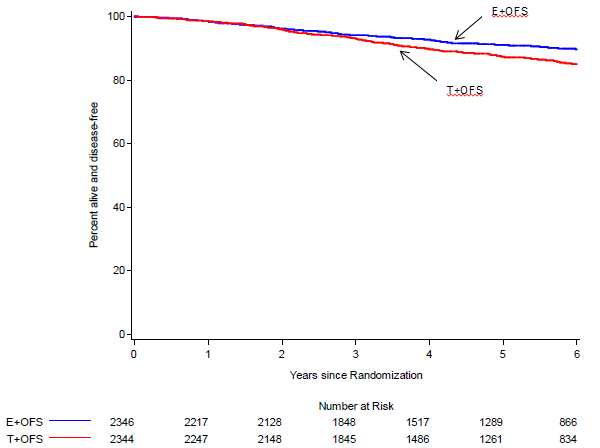 E+OFS
T+OFS
Percent alive and disease-free
100
80
60
40
20
0
0 1 2 3 4 5 6
Years since Randomization
Number at Risk
E+OFS 2346 2217 2128 1848 1517 1289 866
T+OFS 2344 2247 2148 1845 1486 1261 834